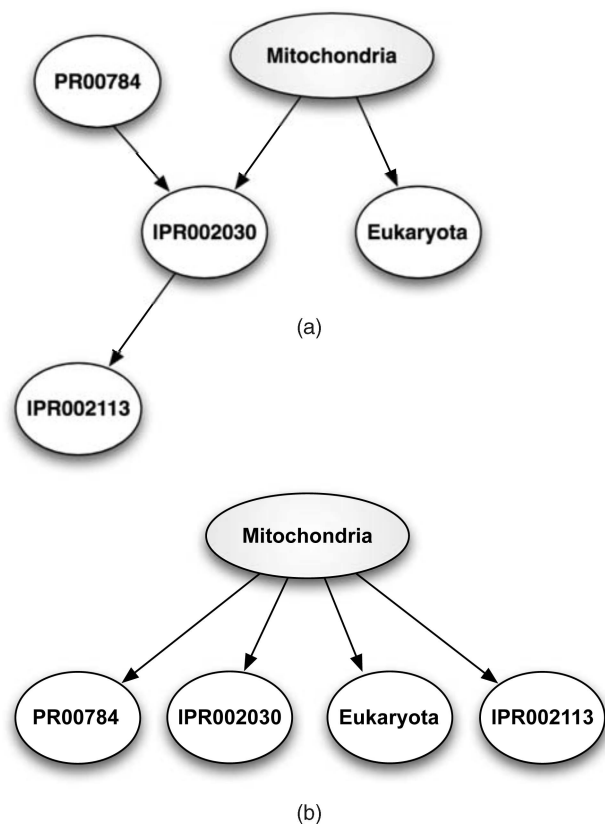 Mitochondria
PR00784
IPR002030
Eukaryota
(a)
IPR002113
Mitochondria
PR00784
IPR002030
Eukaryota
IPR002113
(b)